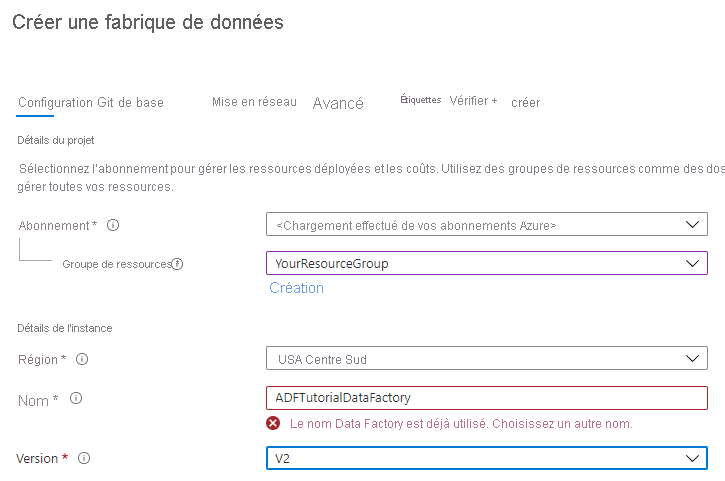 Créer une fabrique de données
Configuration Git de base Mise en réseau Avancé Étiquettes Vérifier + créer
Détails du projet
Sélectionnez l'abonnement pour gérer les ressources déployées et les coûts. Utilisez des groupes de ressources comme des dos
gérer toutes vos ressources.
Abonnement *
<Chargement effectué de vos abonnements Azure>
Groupe de ressources
YourResourceGroup
Création
Détails de l'instance
Région *
USA Centre Sud
Nom *
ADFTutorialDataFactory
Le nom Data Factory est déjà utilisé. Choisissez un autre nom.
Version *
V2